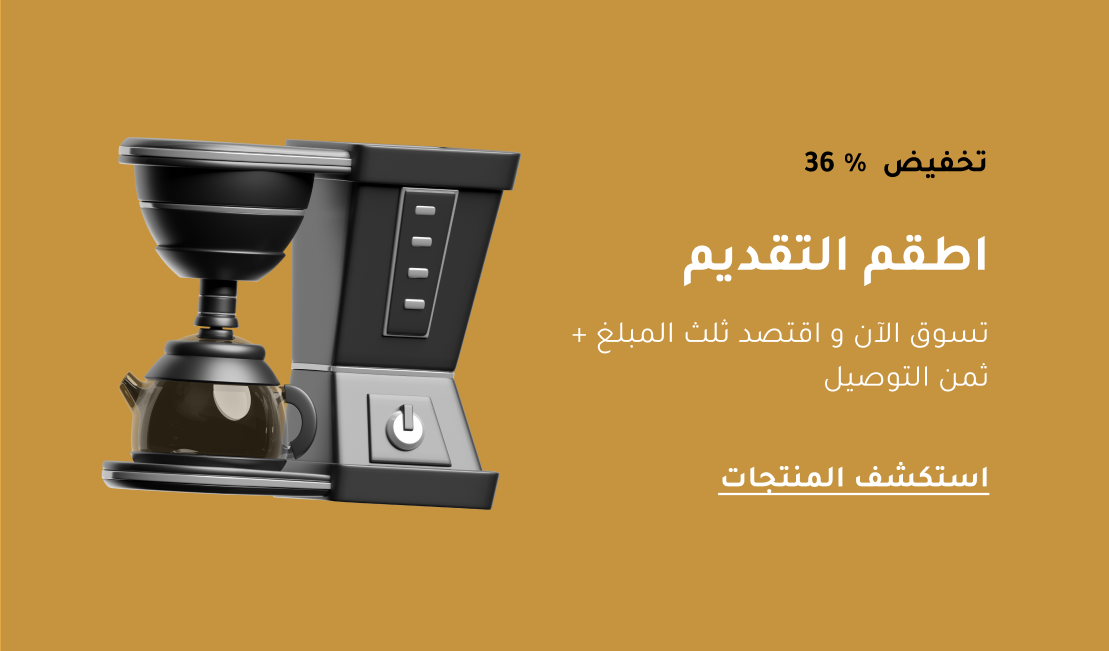 تخفيض % 36
اطقم التقديم
تسوق الآن و اقتصد ثلث المبلغ +
ثمن التوصيل
استكشف المنتجات